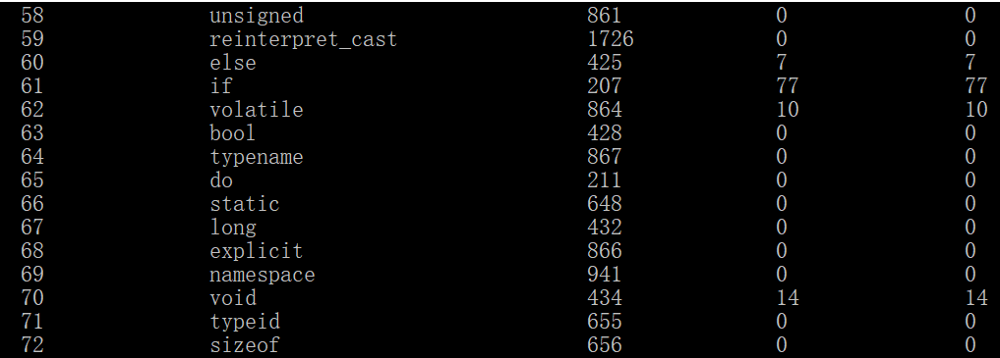 58 unsigned 861 0 0
59 reinterpret_cast 1726 0 0
60 else 425 7 7
61 if 207 77 77
62 volatile 864 10 10
63 bool 428 0 0
64 typename 867 0 0
65 do 211 0 0
66 static 648 0 0
67 long 432 0 0
68 explicit 866 0 0
69 namespace 941 0 0
70 void 434 14 14
71 typeid 655 0 0
72 sizeof 656 0 0